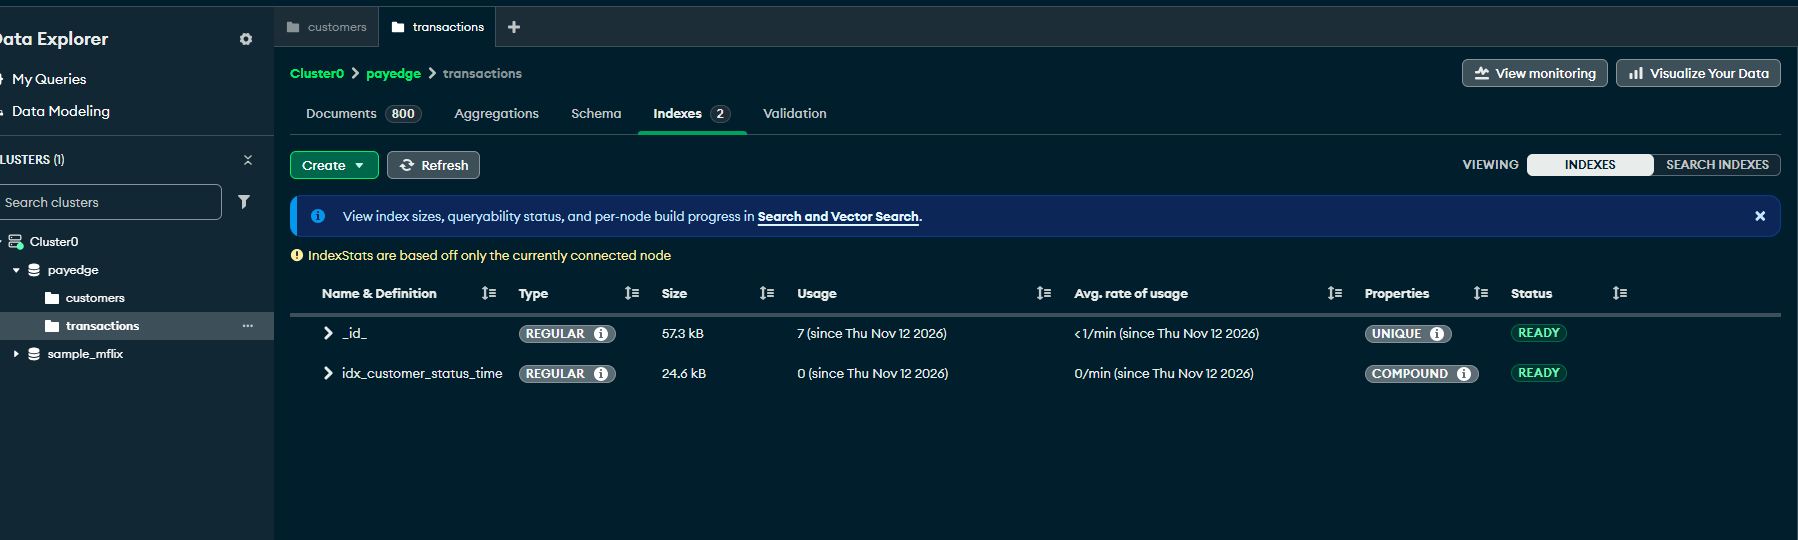 Data Explorer
My Queries
Data Modeling
CLUSTERS (1)
Search clusters
Cluster0
payedge
customers
transactions
sample_mflix
customers transactions
Cluster0 payedge transactions
View monitoring Visualize Your Data
Documents 800 Aggregations Schema Indexes 2 Validation
Create Refresh
VIEWING INDEXES SEARCH INDEXES
View index sizes, queryability status, and per-node build progress in Search and Vector Search.
IndexStats are based off only the currently connected node
Name & Definition Type Size Usage Avg. rate of usage Properties Status
_id_ REGULAR 57.3 kB 7 (since Thu Nov 12 2026) < 1/min (since Thu Nov 12 2026) UNIQUE READY
idx_customer_status_time REGULAR 24.6 kB 0 (since Thu Nov 12 2026) 0/min (since Thu Nov 12 2026) COMPOUND READY